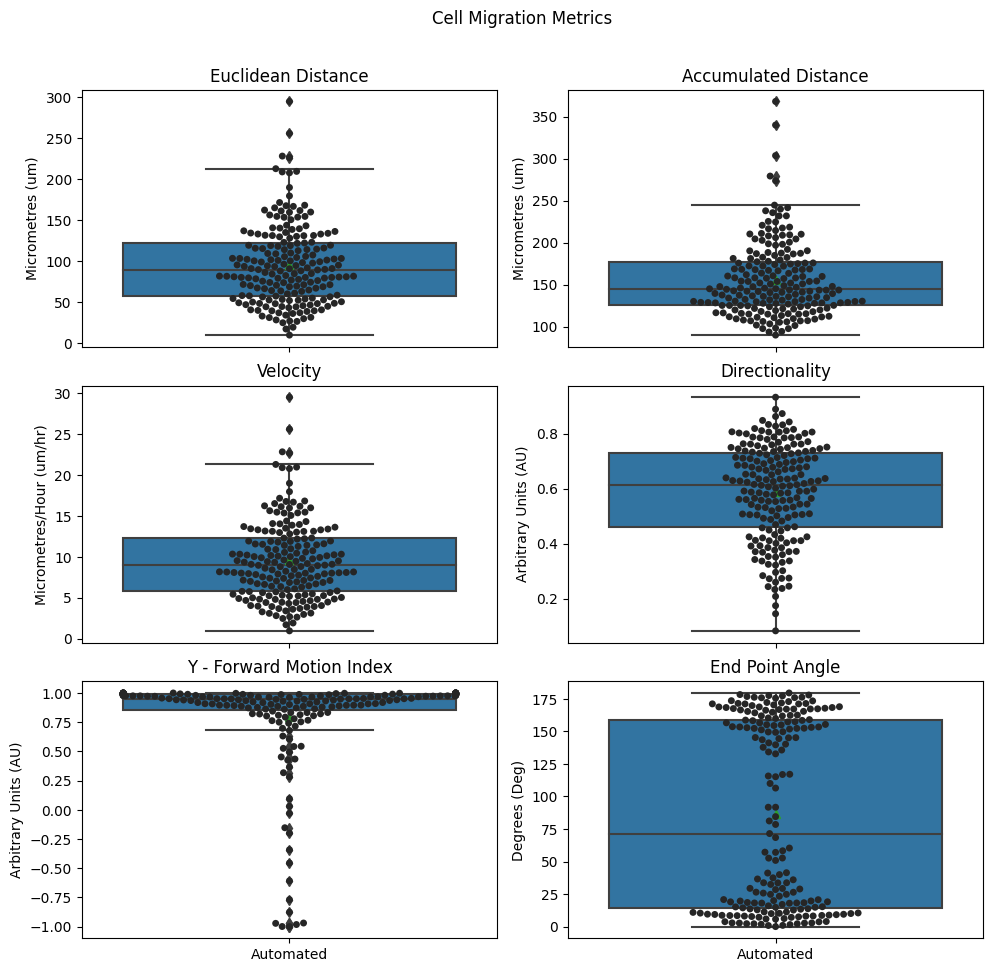 Cell Migration Metrics
Euclidean Distance
Micrometres (um)
300
250
200
150
100
50
0
Accumulated Distance
Micrometres (um)
350
300
250
200
150
100
Velocity
Micrometres/Hour (um/hr)
30
25
20
15
10
5
0
Directionality
Arbitrary Units (AU)
0.8
0.6
0.4
0.2
Y - Forward Motion Index
Arbitrary Units (AU)
1.00
0.75
0.50
0.25
0.00
−0.25
−0.50
−0.75
−1.00
Automated
End Point Angle
Degrees (Deg)
175
150
125
100
75
50
25
0
Automated